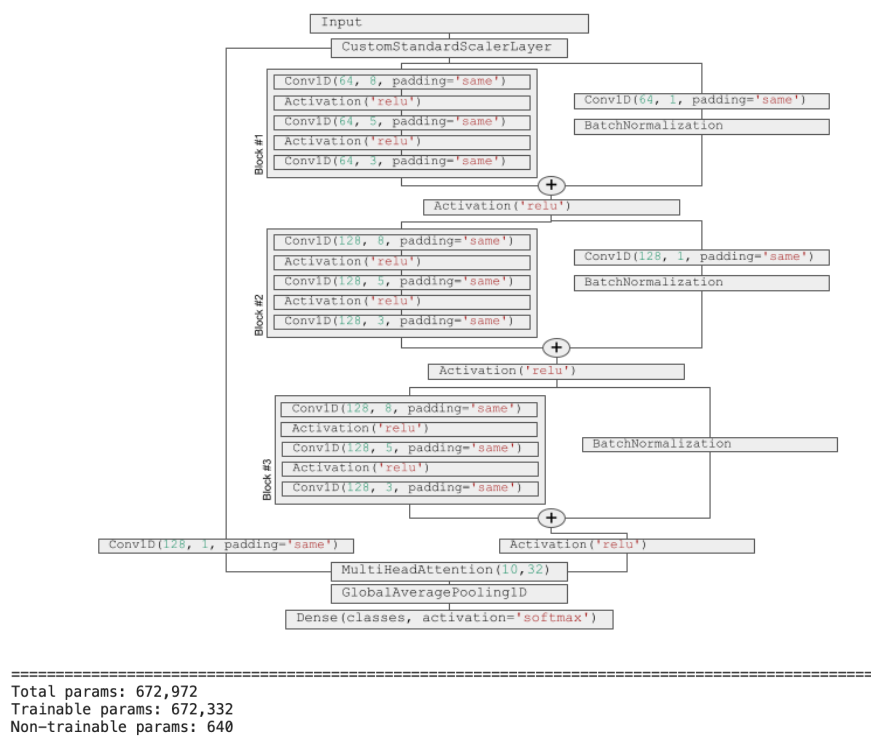 Input
CustomStandardScalerLayer
Block #1
Conv1D(64, 8, padding='same')
Activation('relu')
Conv1D(64, 5, padding='same')
Activation('relu')
Conv1D(64, 3, padding='same')
Conv1D(64, 1, padding='same')
BatchNormalization
+
Activation('relu')
Block #2
Conv1D(128, 8, padding='same')
Activation('relu')
Conv1D(128, 5, padding='same')
Activation('relu')
Conv1D(128, 3, padding='same')
Conv1D(128, 1, padding='same')
BatchNormalization
+
Activation('relu')
Block #3
Conv1D(128, 8, padding='same')
Activation('relu')
Conv1D(128, 5, padding='same')
Activation('relu')
Conv1D(128, 3, padding='same')
BatchNormalization
+
Conv1D(128, 1, padding='same')
Activation('relu')
MultiHeadAttention(10,32)
GlobalAveragePooling1D
Dense(classes, activation='softmax')
Total params: 672,972
Trainable params: 672,332
Non-trainable params: 640